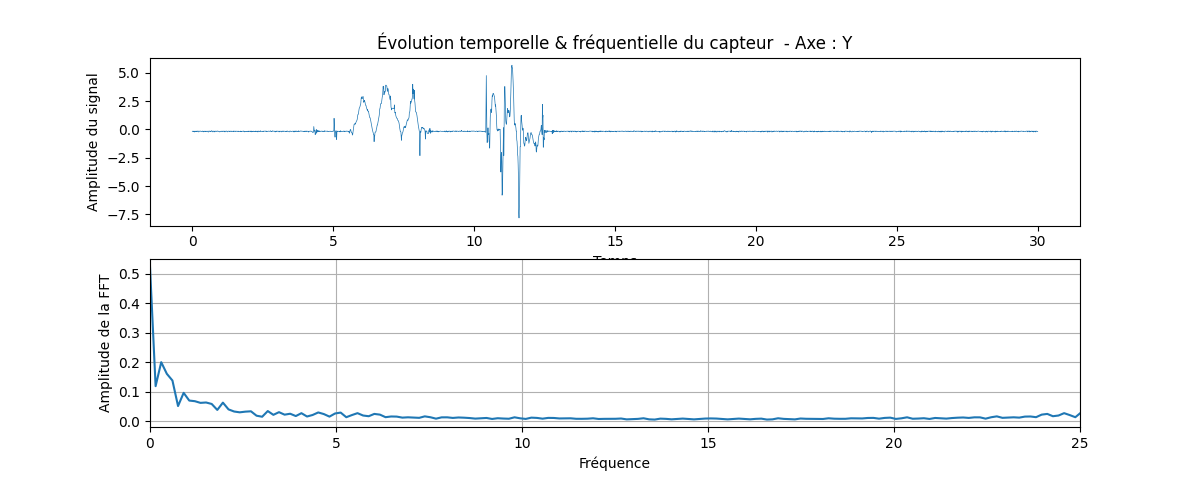 Évolution temporelle & fréquentielle du capteur - Axe : Y
Amplitude du signal
5.0
2.5
0.0
−2.5
−5.0
−7.5
0 5 10 15 20 25 30
Amplitude de la FFT
0.5
0.4
0.3
0.2
0.1
0.0
0 5 10 15 20 25
Fréquence